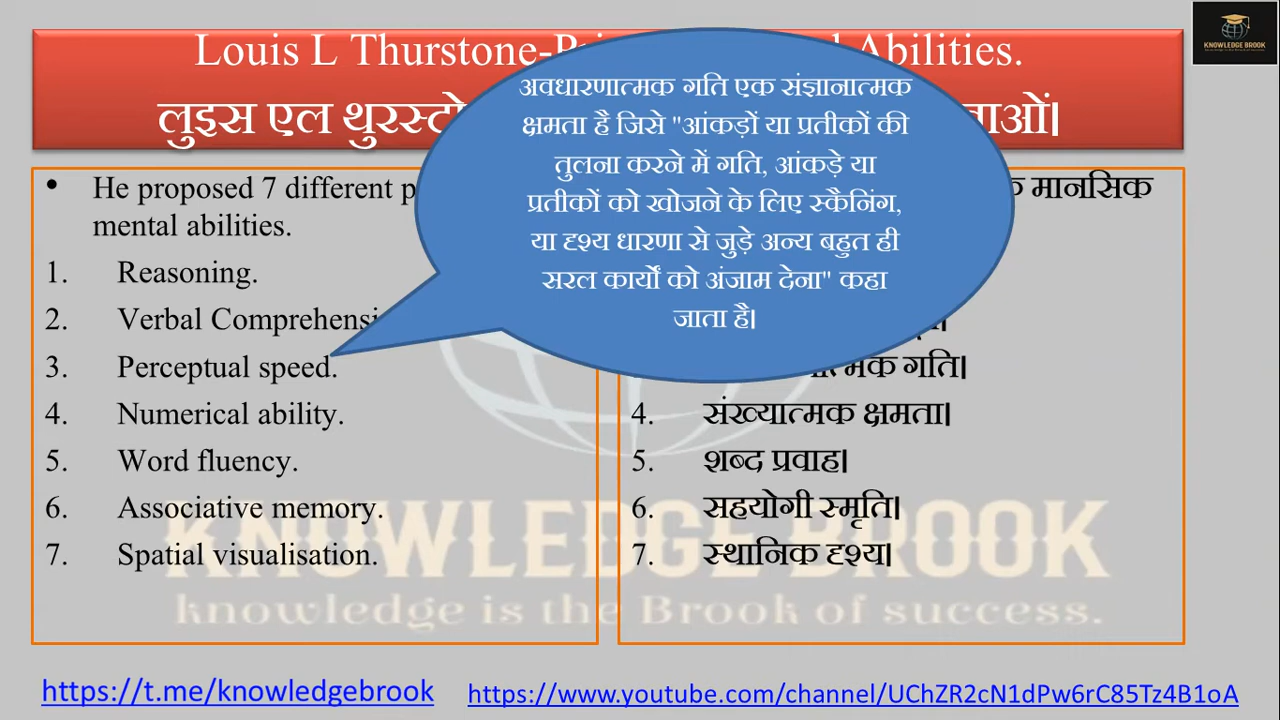 Louis L Thurstone- Abilities.
लुइस एल
KNOWLEDGE BROOK
अवधारणात्मक गति एक संज्ञानात्मक
क्षमता है जिसे "आंकड़ों या प्रतीकों की
तुलना करने में गति, आंकड़े या
प्रतीकों को खोजने के लिए स्कैनिंग,
या दृश्य धारणा से जुड़े अन्य बहुत ही
सरल कार्यों को अंजाम देना" कहा
जाता है।
• He proposed 7 different
mental abilities.
1. Reasoning.
2. Verbal
3. Perceptual speed.
4. Numerical ability.
5. Word fluency.
6. Associative memory.
7. Spatial visualisation.
मानसिक
गति।
4. संख्यात्मक क्षमता।
5. शब्द प्रवाह।
6. सहयोगी स्मृति।
7. स्थानिक दृश्य।
KNOWLEDGE BROOK
knowledge is the Brook of success.
https://t.me/knowledgebrook
https://www.youtube.com/channel/UChZR2cN1dPw6rC85Tz4B1oA